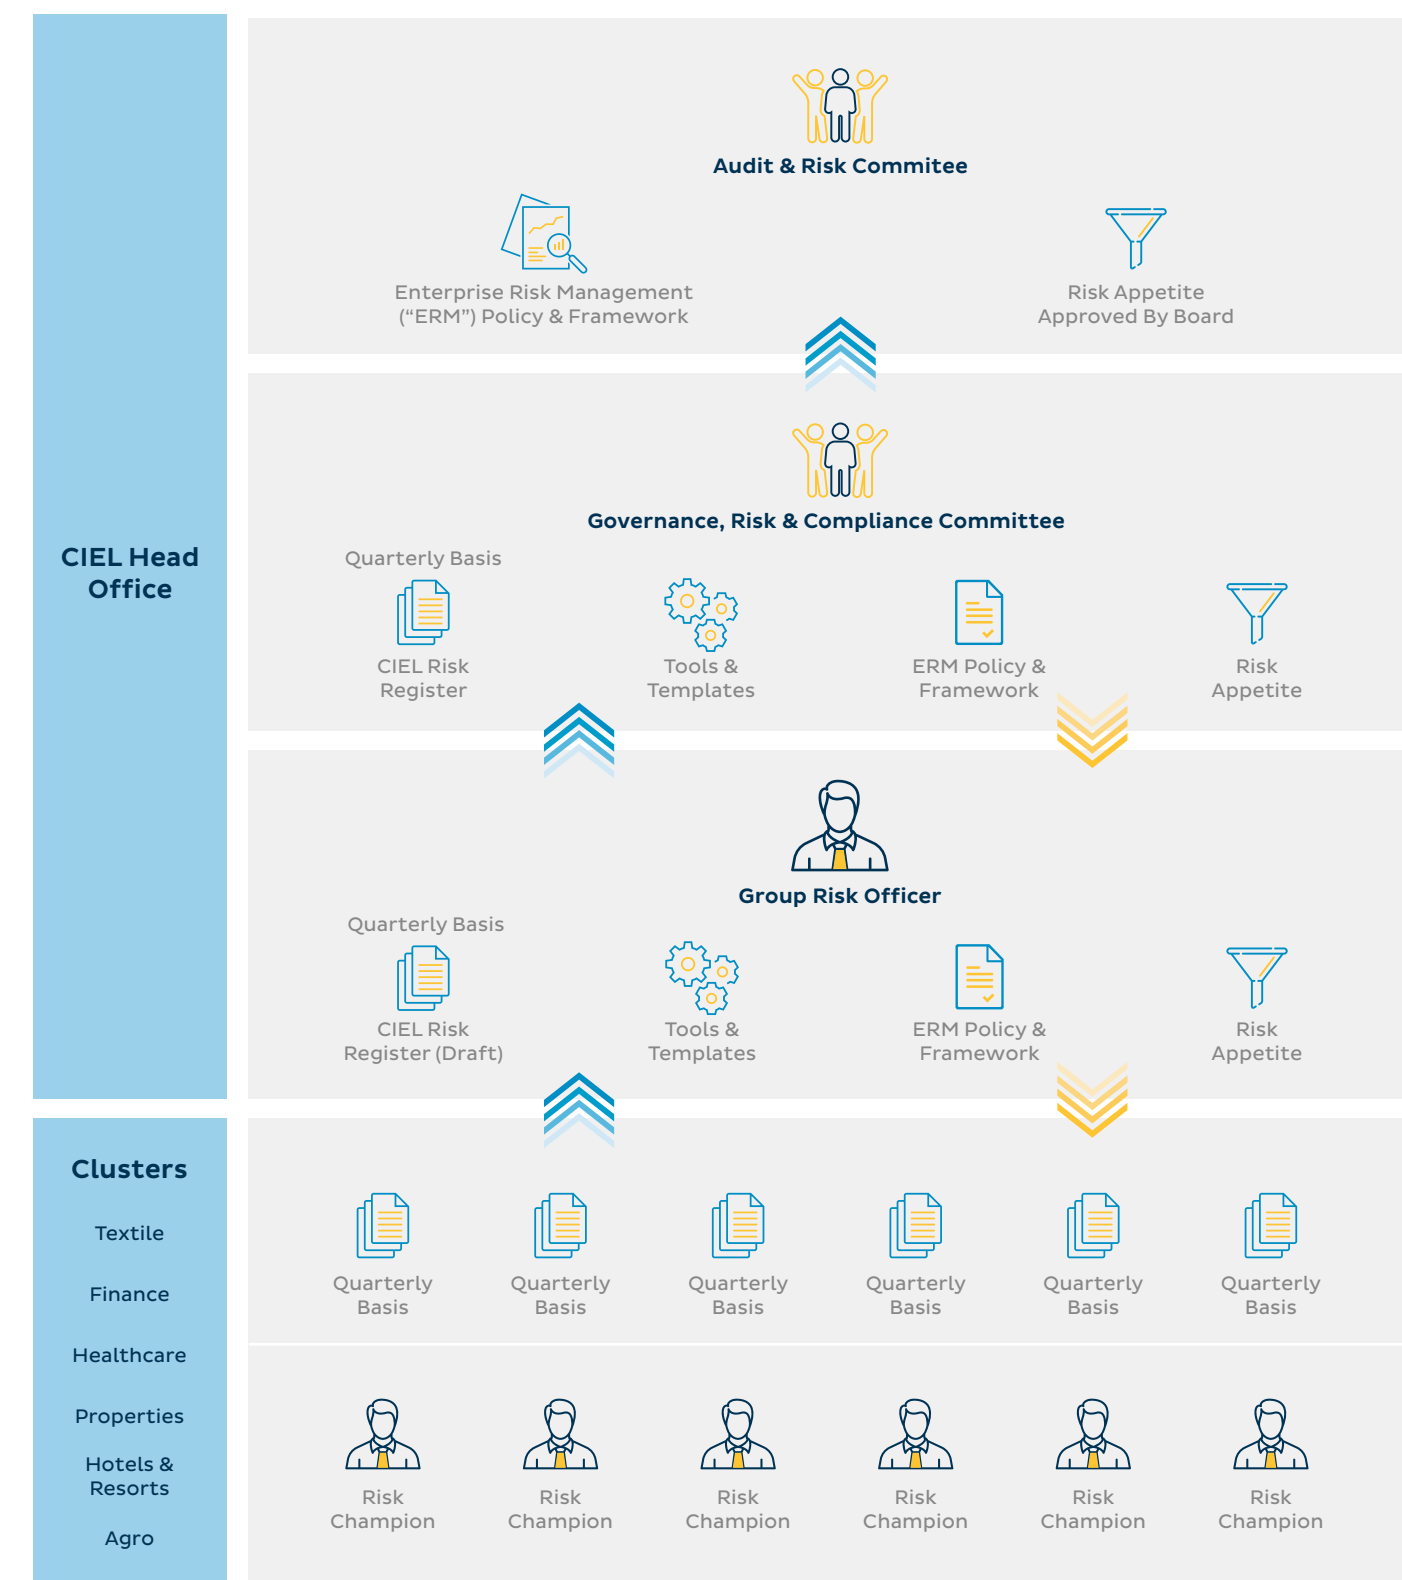 CIEL Head
Office
Audit & Risk Commitee
Enterprise Risk Management
(“ERM”) Policy & Framework
Risk Appetite
Approved By Board
Governance, Risk & Compliance Committee
Quarterly Basis
CIEL Risk
Register
Tools &
Templates
ERM Policy &
Framework
Risk
Appetite
Group Risk Officer
Quarterly Basis
CIEL Risk
Register (Draft)
Tools &
Templates
ERM Policy &
Framework
Risk
Appetite
Clusters
Textile
Finance
Healthcare
Properties
Hotels &
Resorts
Agro
Quarterly
Basis
Quarterly
Basis
Quarterly
Basis
Quarterly
Basis
Quarterly
Basis
Quarterly
Basis
Risk
Champion
Risk
Champion
Risk
Champion
Risk
Champion
Risk
Champion
Risk
Champion